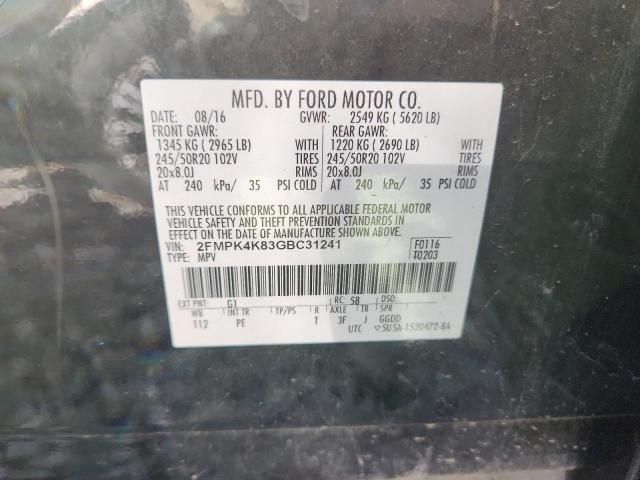 MFD. BY FORD MOTOR CO.
DATE: 08/16 GVWR: 2549 KG ( 5620 LB)
FRONT GAWR: REAR GAWR:
1345 KG ( 2965 LB) WITH 1220 KG ( 2690 LB) WITH
245/50R20 102V TIRES 245/50R20 102V TIRES
20x8.0J RIMS 20x8.0J RIMS
AT 240 kPa/ 35 PSI COLD AT 240 kPa/ 35 PSI COLD
THIS VEHICLE CONFORMS TO ALL APPLICABLE FEDERAL MOTOR
VEHICLE SAFETY AND THEFT PREVENTION STANDARDS IN
EFFECT ON THE DATE OF MANUFACTURE SHOWN ABOVE.
VIN: 2FMPK4K83GBC31241 F0116
TYPE: MPV T0203
EXT PNT: G1 RC: 58 DSO:
WB INT TR TP/PS R AXLE TR SPR
112 PE T 3F J GGDD
UTC 5U5A-1520472-BA